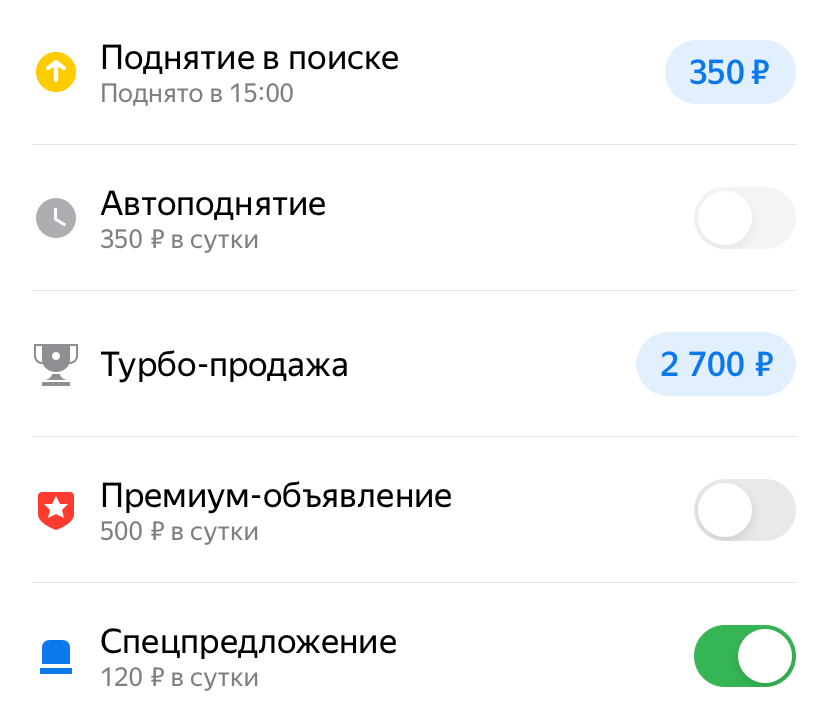 Поднятие в поиске
Поднято в 15:00
350 ₽
Автоподнятие
350 ₽ в сутки
Турбо-продажа
2 700 ₽
Премиум-объявление
500 ₽ в сутки
Спецпредложение
120 ₽ в сутки